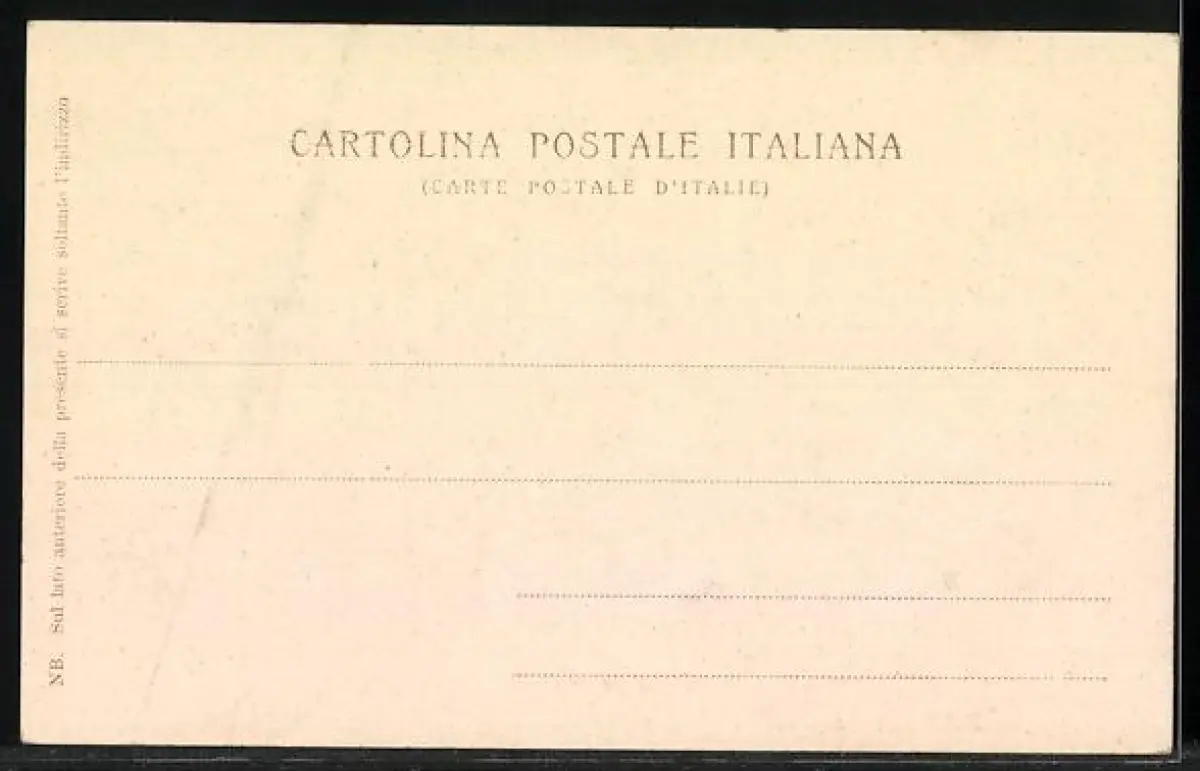 CARTOLINA POSTALE ITALIANA
(CARTE POSTALE D'ITALIE)
NB. Sul lato anteriore della presente si scrive soltanto l'indirizzo